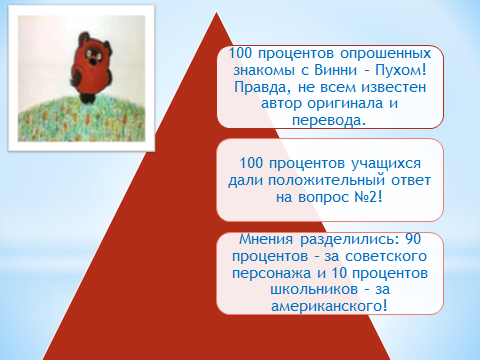 100 процентов опрошенных
знакомы с Винни – Пухом!
Правда, не всем известен
автор оригинала и
перевода.
100 процентов учащихся
дали положительный ответ
на вопрос №2!
Мнения разделились: 90
процентов – за советского
персонажа и 10 процентов
школьников – за
американского!